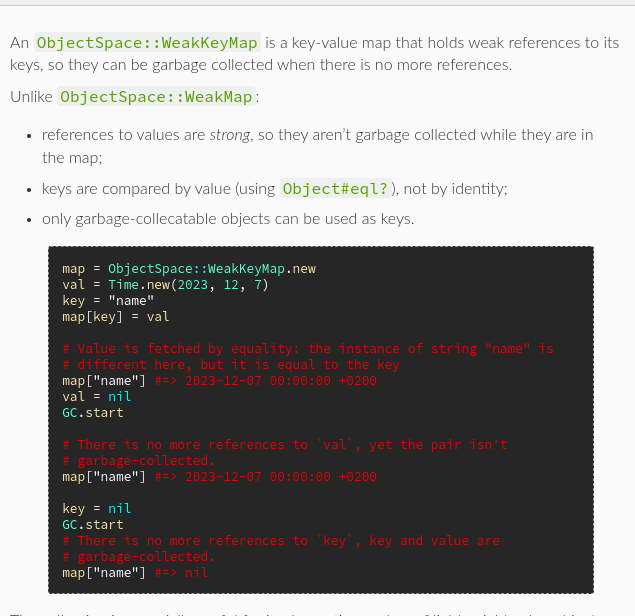 An ObjectSpace::WeakKeyMap is a key-value map that holds weak references to its
keys, so they can be garbage collected when there is no more references.
Unlike ObjectSpace::WeakMap:
• references to values are strong, so they aren’t garbage collected while they are in
the map;
• keys are compared by value (using Object#eql?), not by identity;
• only garbage-collecatable objects can be used as keys.
map = ObjectSpace::WeakKeyMap.new
val = Time.new(2023, 12, 7)
key = "name"
map[key] = val
# Value is fetched by equality: the instance of string "name" is
# different here, but it is equal to the key
map["name"] #=> 2023-12-07 00:00:00 +0200
val = nil
GC.start
# There is no more references to `val`, yet the pair isn't
# garbage-collected.
map["name"] #=> 2023-12-07 00:00:00 +0200
key = nil
GC.start
# There is no more references to `key`, key and value are
# garbage-collected.
map["name"] #=> nil